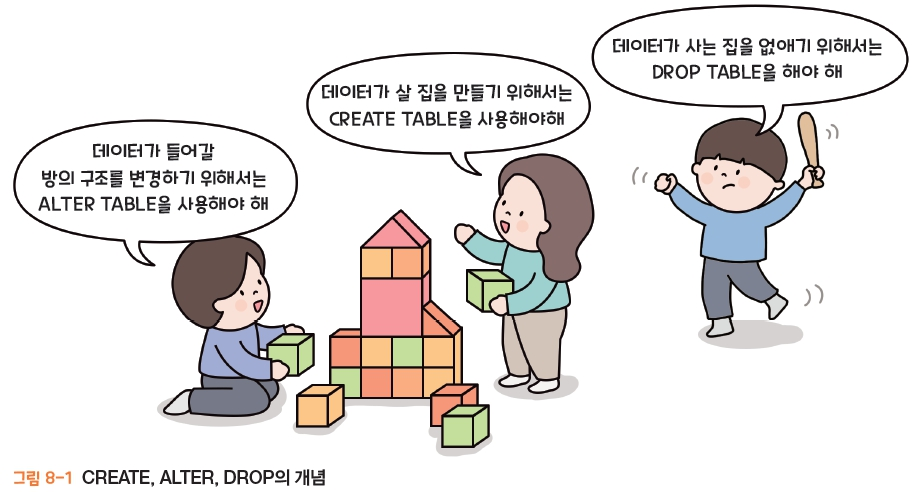 데이터가 들어갈
방의 구조를 변경하기 위해서는
ALTER TABLE을 사용해야 해
데이터가 살 집을 만들기 위해서는
CREATE TABLE을 사용해야해
데이터가 사는 집을 없애기 위해서는
DROP TABLE을 해야 해
그림 8-1 CREATE, ALTER, DROP의 개념